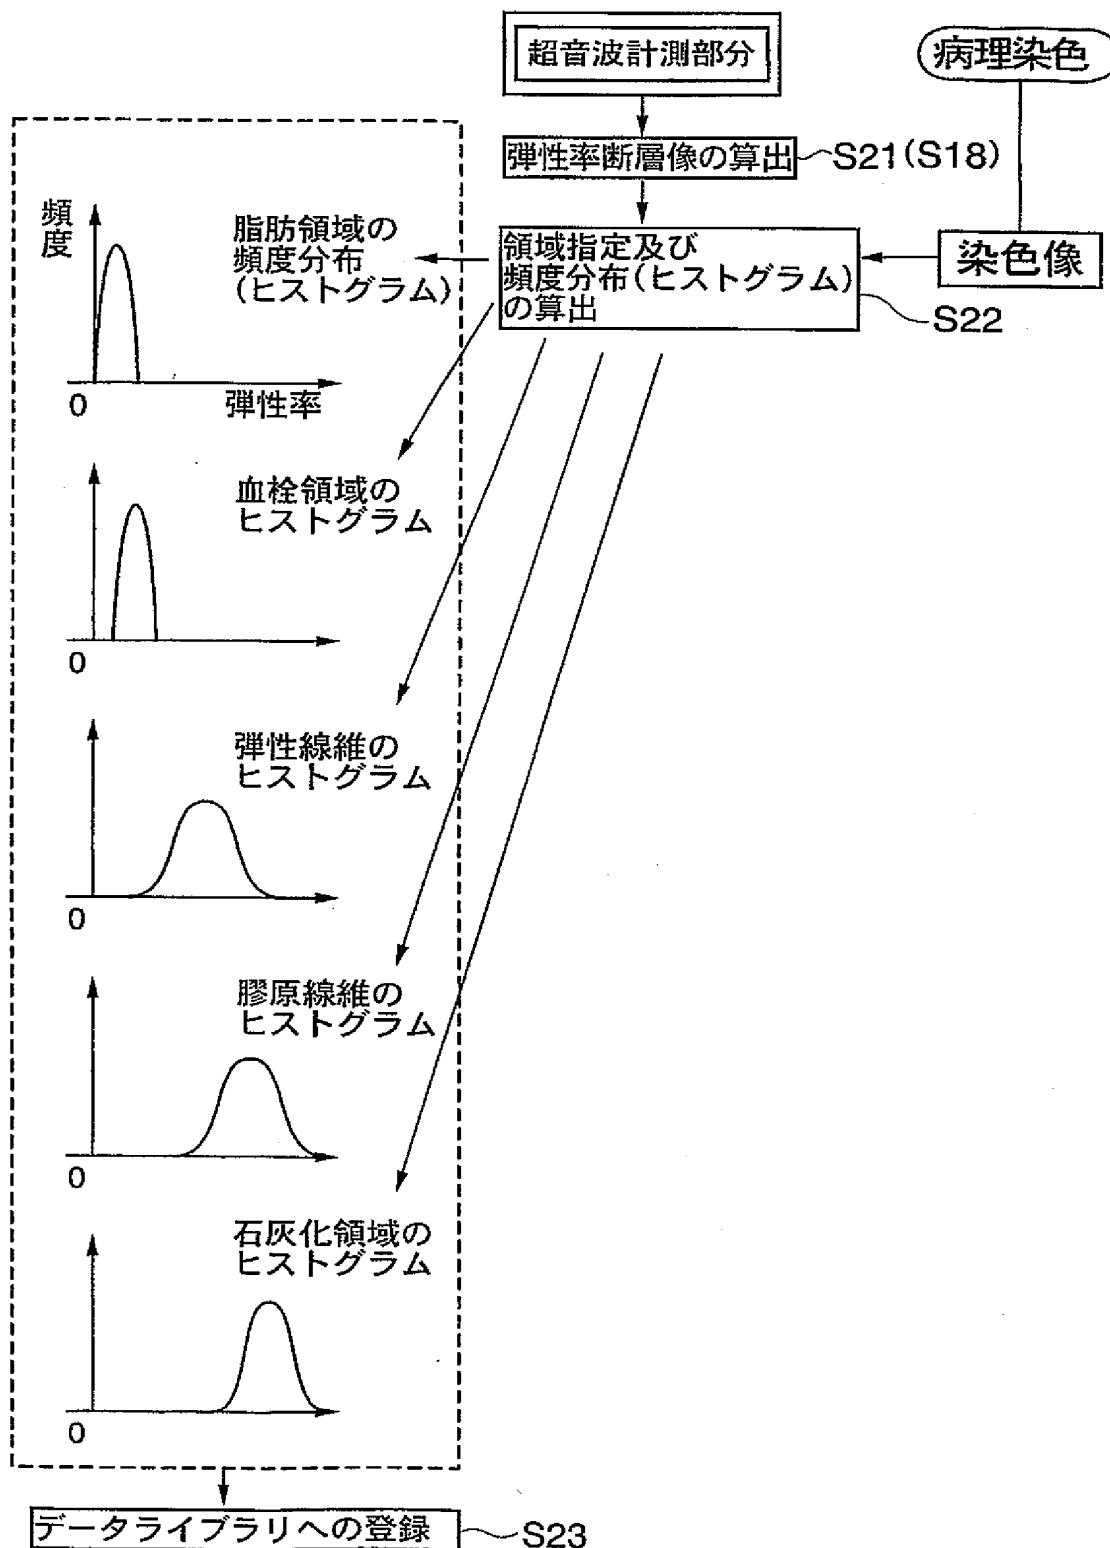 超音波計測部分
病理染色
弾性率断層像の算出
S21(S18)
領域指定及び
頻度分布(ヒストグラム)
の算出
S22
染色像
頻度
脂肪領域の
頻度分布
(ヒストグラム)
0
弾性率
血栓領域の
ヒストグラム
0
弾性線維の
ヒストグラム
0
膠原線維の
ヒストグラム
0
石灰化領域の
ヒストグラム
0
データライブラリへの登録
S23